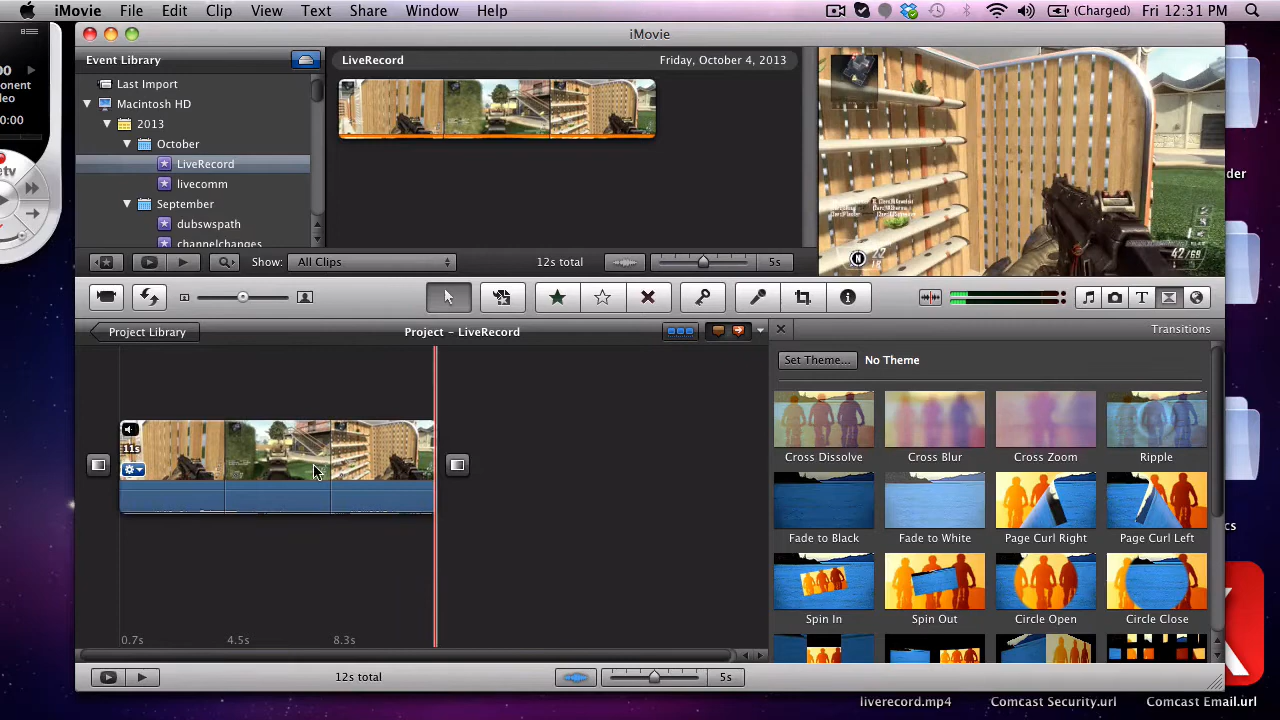 iMovie File Edit Clip View Text Share Window Help (Charged) Fri 12:31 PM
iMovie
Event Library
LiveRecord Friday, October 4, 2013
Last Import
Macintosh HD
2013
October
LiveRecord
livecomm
September
dubswspath
channelchanges
Show: All Clips 12s total 5s
42/69
N
Project Library
Project – LiveRecord
Transitions
Set Theme... No Theme
11s
Cross Dissolve Cross Blur Cross Zoom Ripple
Fade to Black Fade to White Page Curl Right Page Curl Left
Spin In Spin Out Circle Open Circle Close
0.7s 4.5s 8.3s
12s total 5s
liverecord.mp4 Comcast Security.url Comcast Email.url